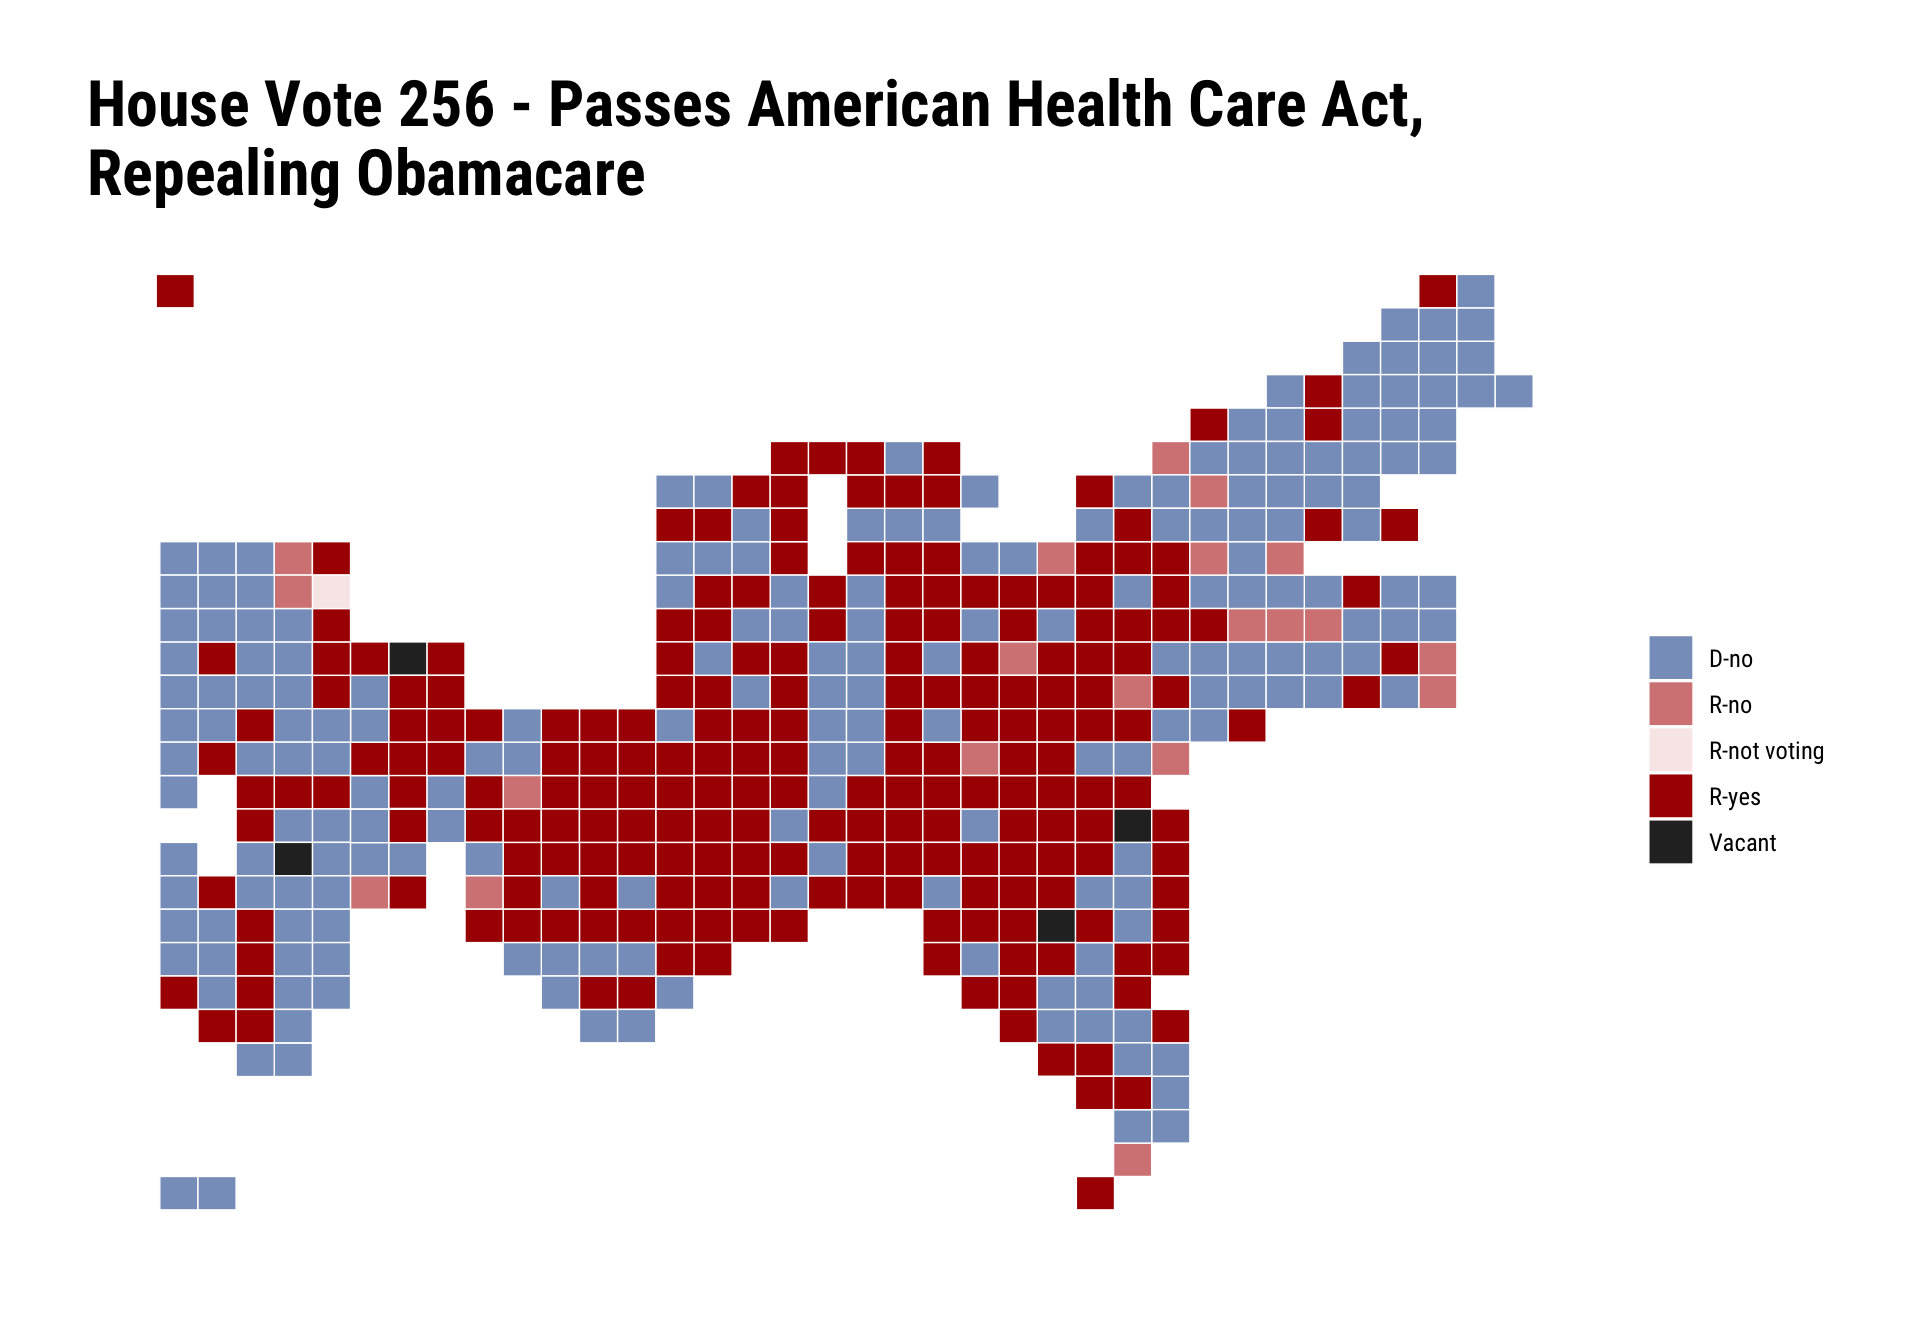 House Vote 256 - Passes American Health Care Act,
Repealing Obamacare
D-no
R-no
R-not voting
R-yes
Vacant